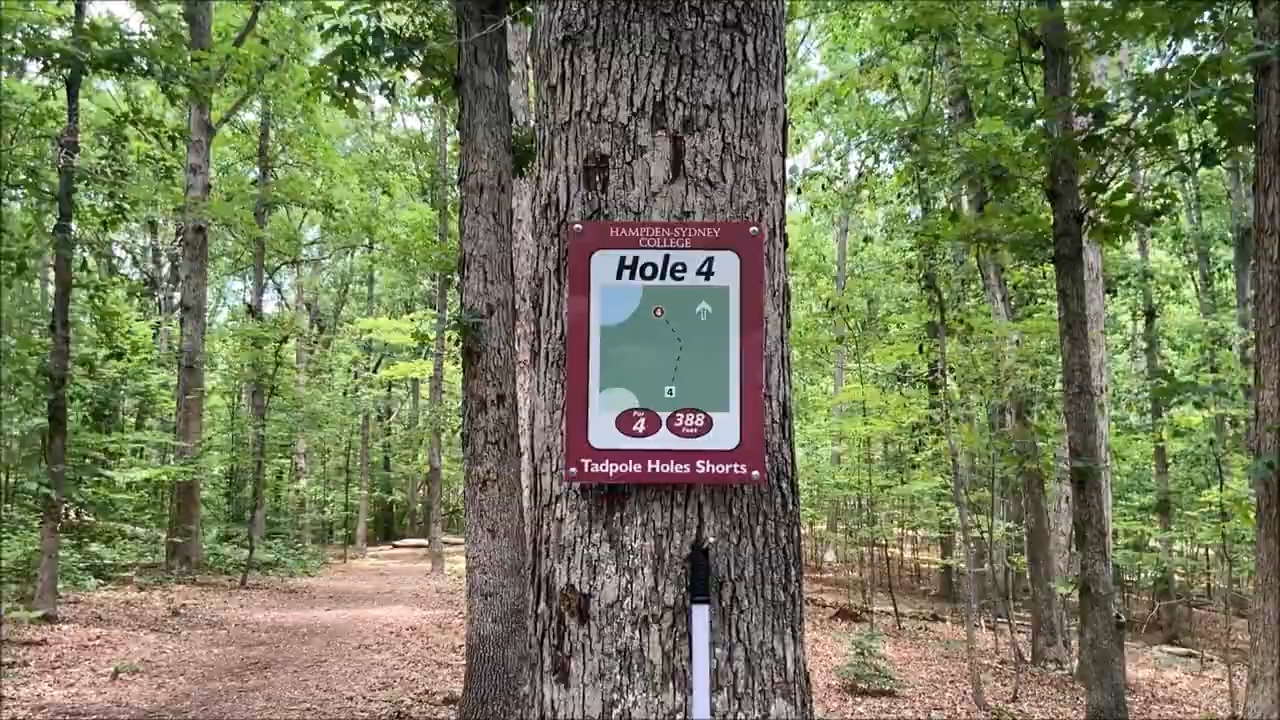 HAMPDEN-SYDNEY
COLLEGE
Hole 4
4
4
Par
4
388
Feet
Tadpole Holes Shorts